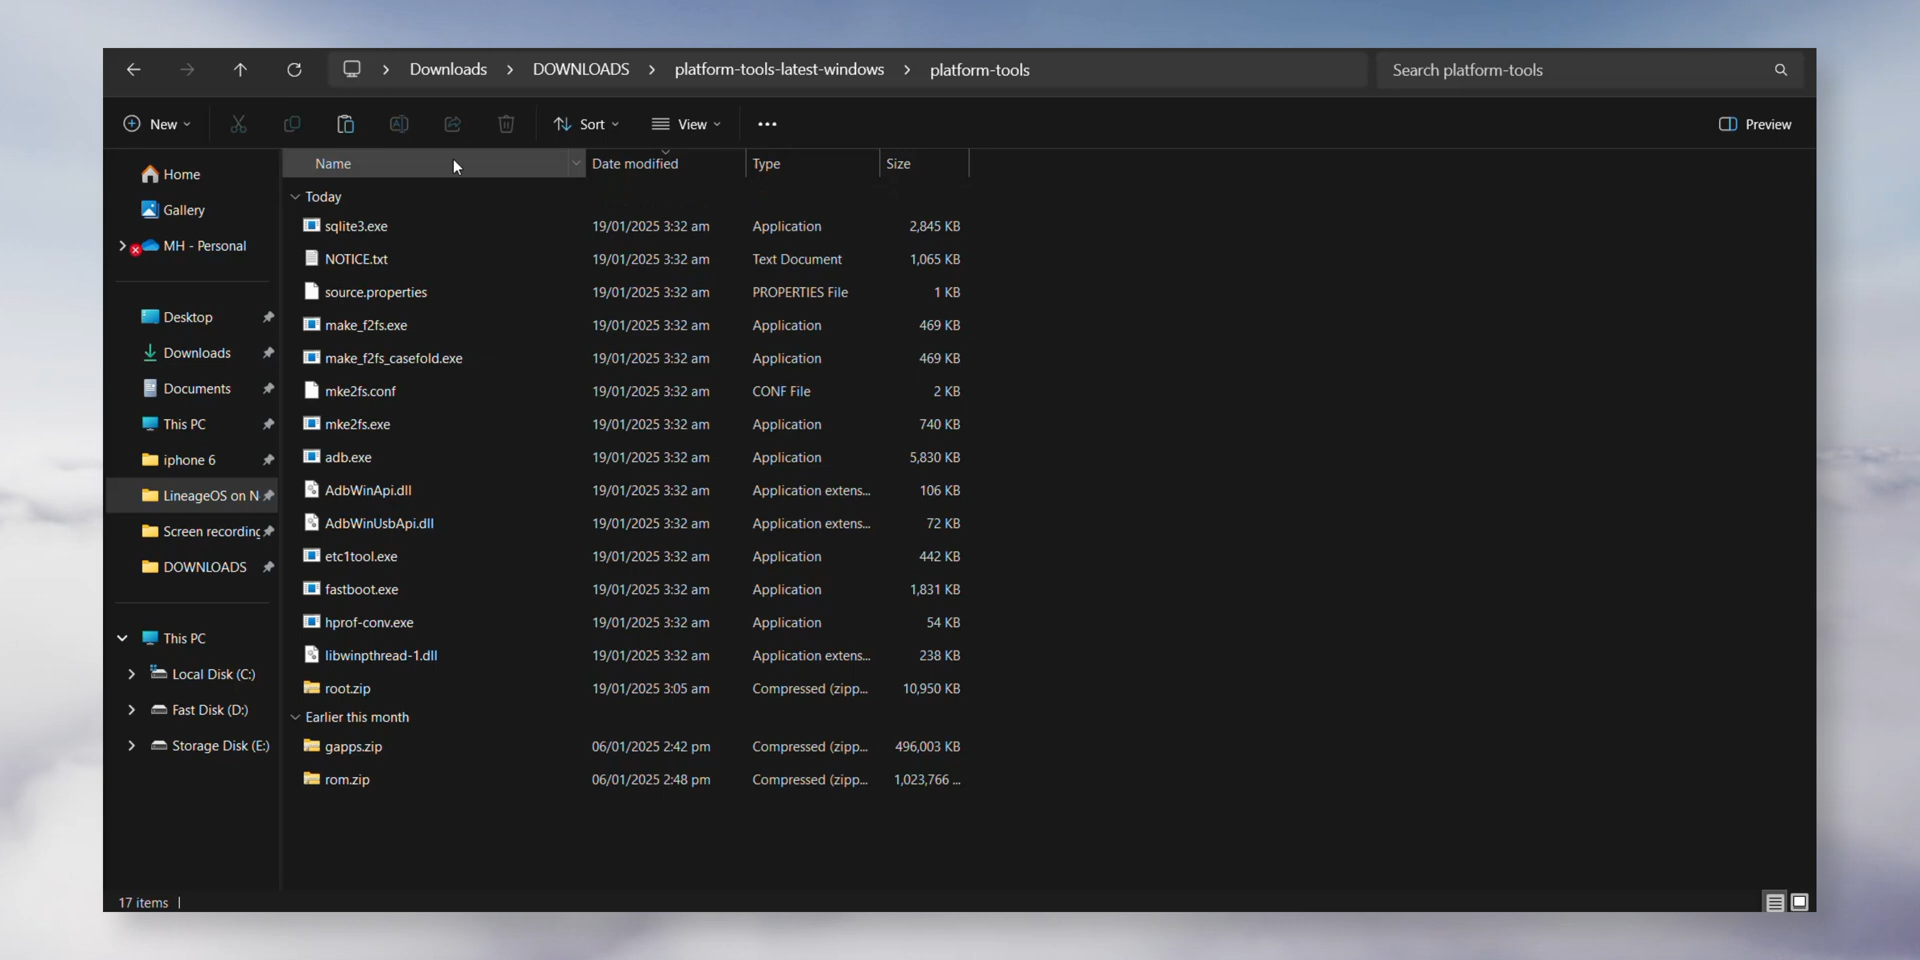 Downloads > DOWNLOADS > platform-tools-latest-windows > platform-tools
Search platform-tools
New
Sort
View
Preview
Home
Gallery
MH - Personal
Desktop
Downloads
Documents
This PC
iphone 6
LineageOS on N
Screen recording
DOWNLOADS
This PC
Local Disk (C:)
Fast Disk (D:)
Storage Disk (E:)
Name Date modified Type Size
Today
sqlite3.exe 19/01/2025 3:32 am Application 2,845 KB
NOTICE.txt 19/01/2025 3:32 am Text Document 1,065 KB
source.properties 19/01/2025 3:32 am PROPERTIES File 1 KB
make_f2fs.exe 19/01/2025 3:32 am Application 469 KB
make_f2fs_casefold.exe 19/01/2025 3:32 am Application 469 KB
mke2fs.conf 19/01/2025 3:32 am CONF File 2 KB
mke2fs.exe 19/01/2025 3:32 am Application 740 KB
adb.exe 19/01/2025 3:32 am Application 5,830 KB
AdbWinApi.dll 19/01/2025 3:32 am Application extens... 106 KB
AdbWinUsbApi.dll 19/01/2025 3:32 am Application extens... 72 KB
etc1tool.exe 19/01/2025 3:32 am Application 442 KB
fastboot.exe 19/01/2025 3:32 am Application 1,831 KB
hprof-conv.exe 19/01/2025 3:32 am Application 54 KB
libwinpthread-1.dll 19/01/2025 3:32 am Application extens... 238 KB
root.zip 19/01/2025 3:05 am Compressed (zipp... 10,950 KB
Earlier this month
gapps.zip 06/01/2025 2:42 pm Compressed (zipp... 496,003 KB
rom.zip 06/01/2025 2:48 pm Compressed (zipp... 1,023,766 ...
17 items